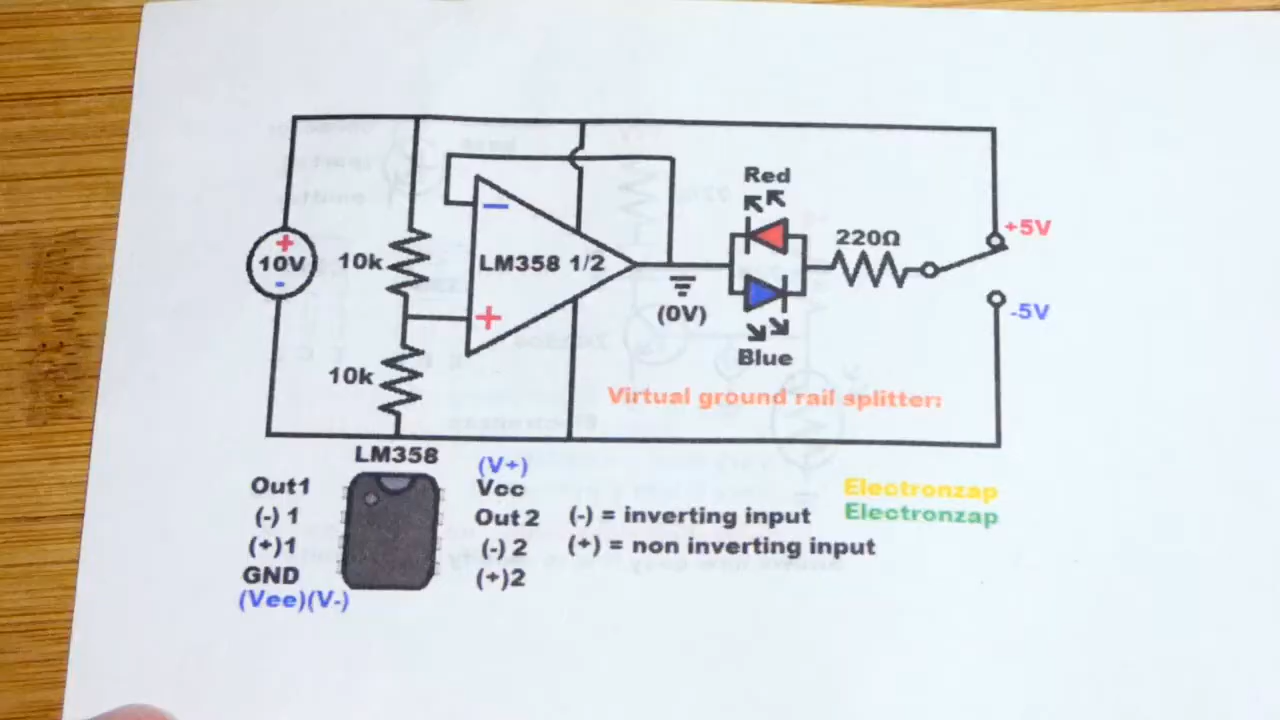 Red
+5V
220Ω
+
10V
-
10k
−
LM358 1/2
+
(0V)
-5V
Blue
10k
Virtual ground rail splitter:
LM358
Out1
(-) 1
(+)1
GND
(Vee)(V-)
(V+)
Vcc
Out 2
(-) 2
(+)2
(-) = inverting input
(+) = non inverting input
Electronzap
Electronzap